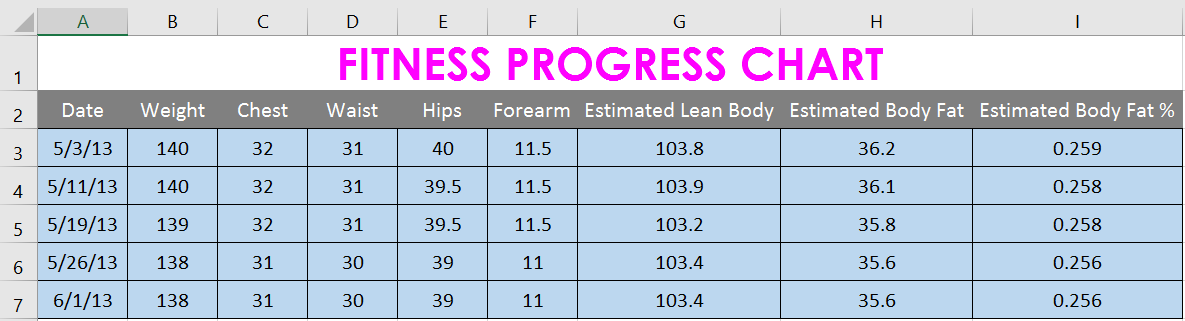 A B C D E F G H I
1 FITNESS PROGRESS CHART
2 Date Weight Chest Waist Hips Forearm Estimated Lean Body Estimated Body Fat Estimated Body Fat %
3 5/3/13 140 32 31 40 11.5 103.8 36.2 0.259
4 5/11/13 140 32 31 39.5 11.5 103.9 36.1 0.258
5 5/19/13 139 32 31 39.5 11.5 103.2 35.8 0.258
6 5/26/13 138 31 30 39 11 103.4 35.6 0.256
7 6/1/13 138 31 30 39 11 103.4 35.6 0.256